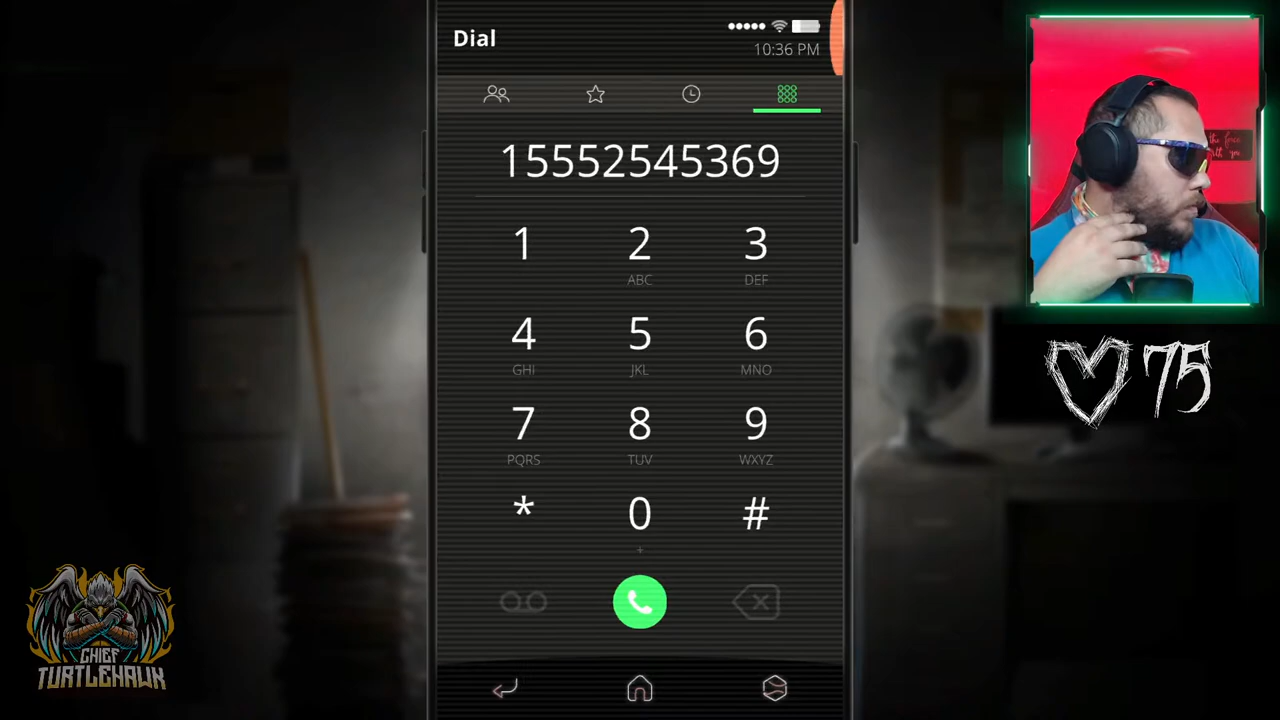 Dial
10:36 PM
15552545369
1
2
3
ABC
DEF
4
5
6
GHI
JKL
MNO
7
8
9
PQRS
TUV
WXYZ
*
0
#
+
75
CHIEF
TURTLEHAWK